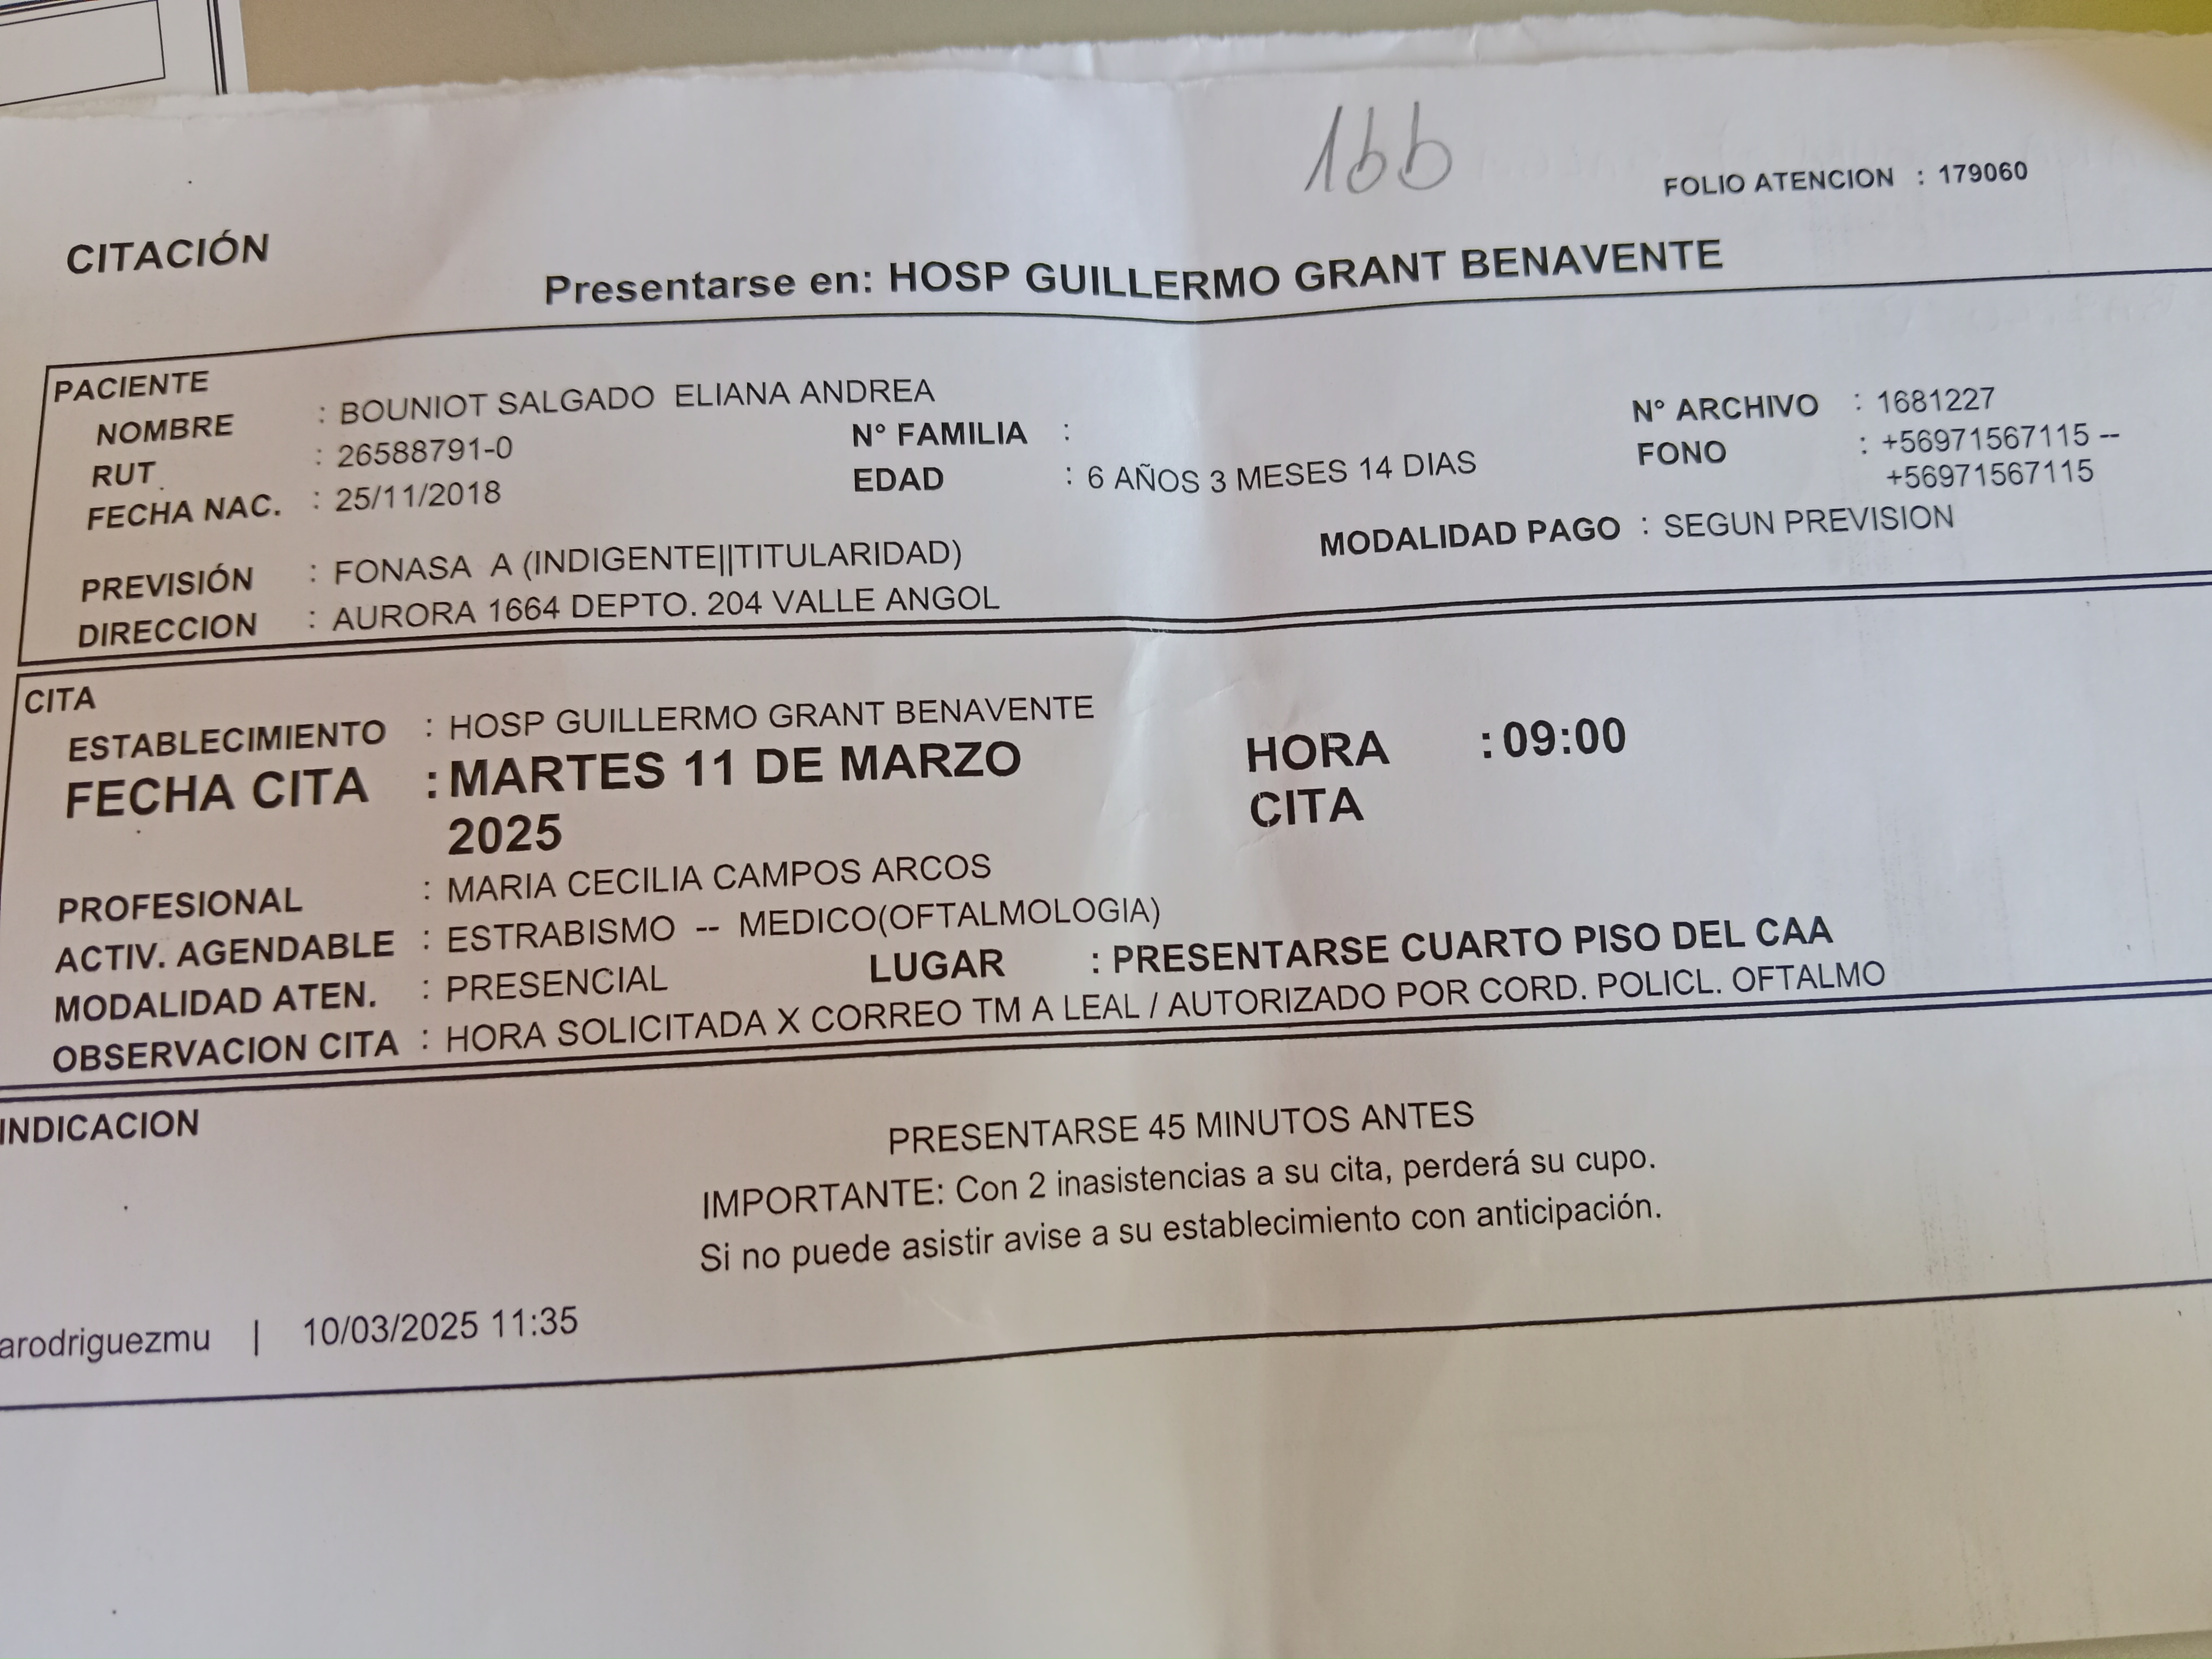 166
FOLIO ATENCION : 179060
CITACIÓN
Presentarse en: HOSP GUILLERMO GRANT BENAVENTE
PACIENTE
NOMBRE : BOUNIOT SALGADO ELIANA ANDREA
RUT : 26588791-0
N° FAMILIA :
N° ARCHIVO : 1681227
FECHA NAC. : 25/11/2018
EDAD : 6 AÑOS 3 MESES 14 DIAS
FONO : +56971567115 --
+56971567115
PREVISIÓN : FONASA A (INDIGENTE||TITULARIDAD)
MODALIDAD PAGO : SEGUN PREVISION
DIRECCION : AURORA 1664 DEPTO. 204 VALLE ANGOL
CITA
ESTABLECIMIENTO : HOSP GUILLERMO GRANT BENAVENTE
FECHA CITA : MARTES 11 DE MARZO
2025
HORA : 09:00
CITA
PROFESIONAL : MARIA CECILIA CAMPOS ARCOS
ACTIV. AGENDABLE : ESTRABISMO -- MEDICO(OFTALMOLOGIA)
MODALIDAD ATEN. : PRESENCIAL
LUGAR : PRESENTARSE CUARTO PISO DEL CAA
OBSERVACION CITA : HORA SOLICITADA X CORREO TM A LEAL / AUTORIZADO POR CORD. POLICL. OFTALMO
INDICACION
PRESENTARSE 45 MINUTOS ANTES
IMPORTANTE: Con 2 inasistencias a su cita, perderá su cupo.
Si no puede asistir avise a su establecimiento con anticipación.
arodriguezmu | 10/03/2025 11:35